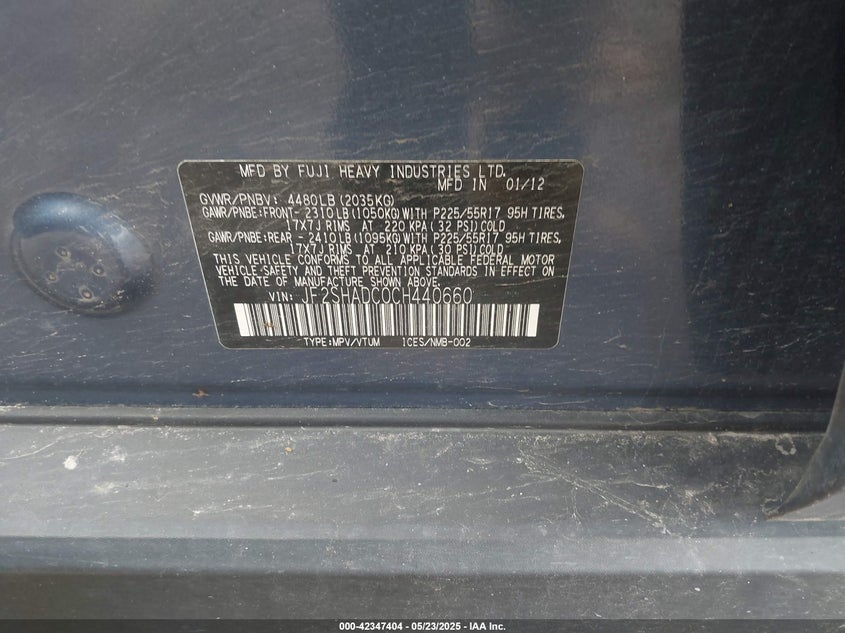 MFD BY FUJI HEAVY INDUSTRIES LTD.
MFD IN 01/12
GVWR/PNBV: 4480LB(2035KG)
GAWR/PNBE:FRONT- 2310LB(1050KG)WITH P225/55R17 95H TIRES,
17X7J RIMS AT 220 KPA(32 PSI)COLD
GAWR/PNBE:REAR - 2410LB(1095KG)WITH P225/55R17 95H TIRES,
17X7J RIMS AT 210 KPA(30 PSI)COLD
THIS VEHICLE CONFORMS TO ALL APPLICABLE FEDERAL MOTOR
VEHICLE-SAFETY AND THEFT PREVENTION STANDARDS IN EFFECT
ON THE DATE OF MANUFACTURE SHOWN ABOVE.
VIN: JF2SHADC0CH440660
TYPE:MPV/VTUM ICES/NMB-002
000-42347404 — 05/23/2025 — IAA Inc.